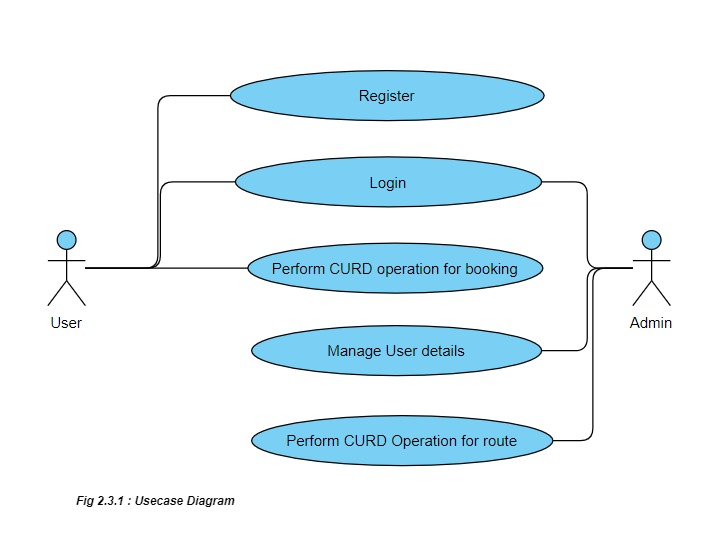 Register
Login
Perform CURD operation for booking
User
Admin
Manage User details
Perform CURD Operation for route
Fig 2.3.1 : Usecase Diagram